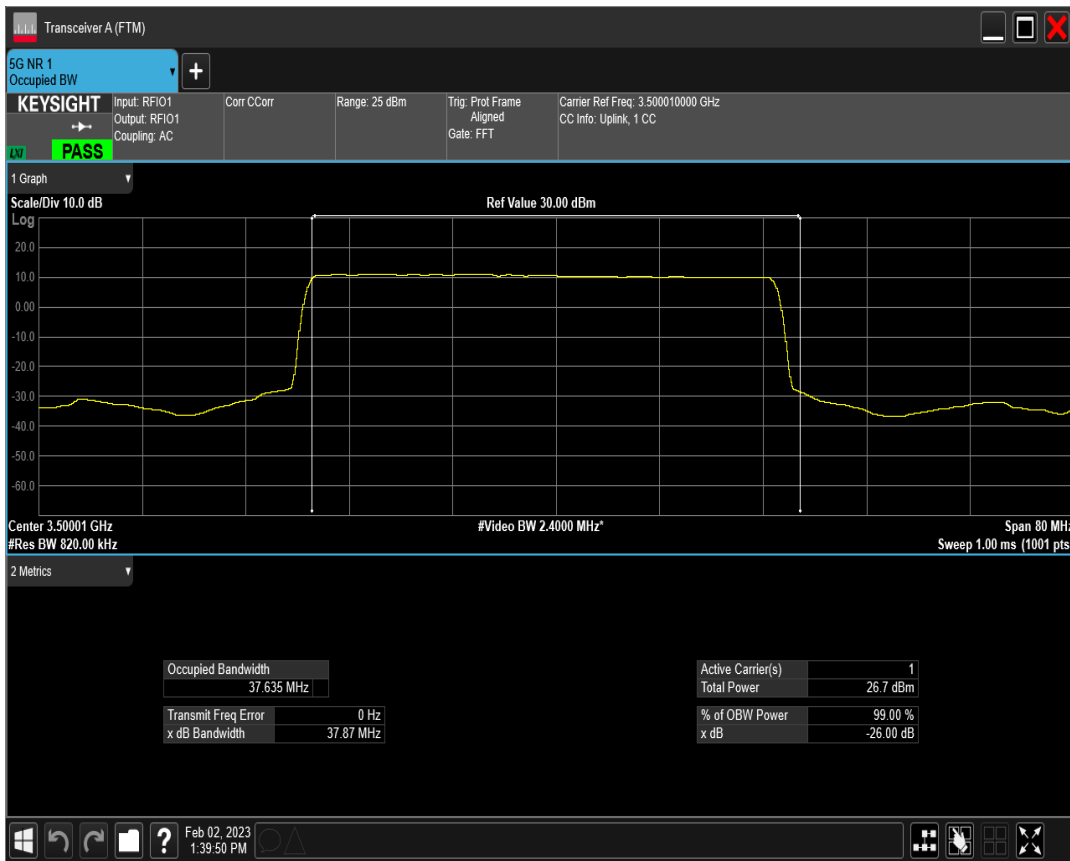 Transceiver A (FTM)
5G NR 1
Occupied BW
+
KEYSIGHT
LXI
PASS
Input: RFIO1
Output: RFIO1
Coupling: AC
Corr CCorr
Range: 25 dBm
Trig: Prot Frame
Aligned
Gate: FFT
Carrier Ref Freq: 3.500010000 GHz
CC Info: Uplink, 1 CC
1 Graph
Scale/Div 10.0 dB
Ref Value 30.00 dBm
Log
20.0
10.0
0.00
-10.0
-20.0
-30.0
-40.0
-50.0
-60.0
Center 3.50001 GHz
#Video BW 2.4000 MHz*
Span 80 MHz
#Res BW 820.00 kHz
Sweep 1.00 ms (1001 pts
2 Metrics
Occupied Bandwidth
37.635 MHz
Transmit Freq Error 0 Hz
x dB Bandwidth 37.87 MHz
Active Carrier(s) 1
Total Power 26.7 dBm
% of OBW Power 99.00 %
x dB -26.00 dB
?
Feb 02, 2023
1:39:50 PM